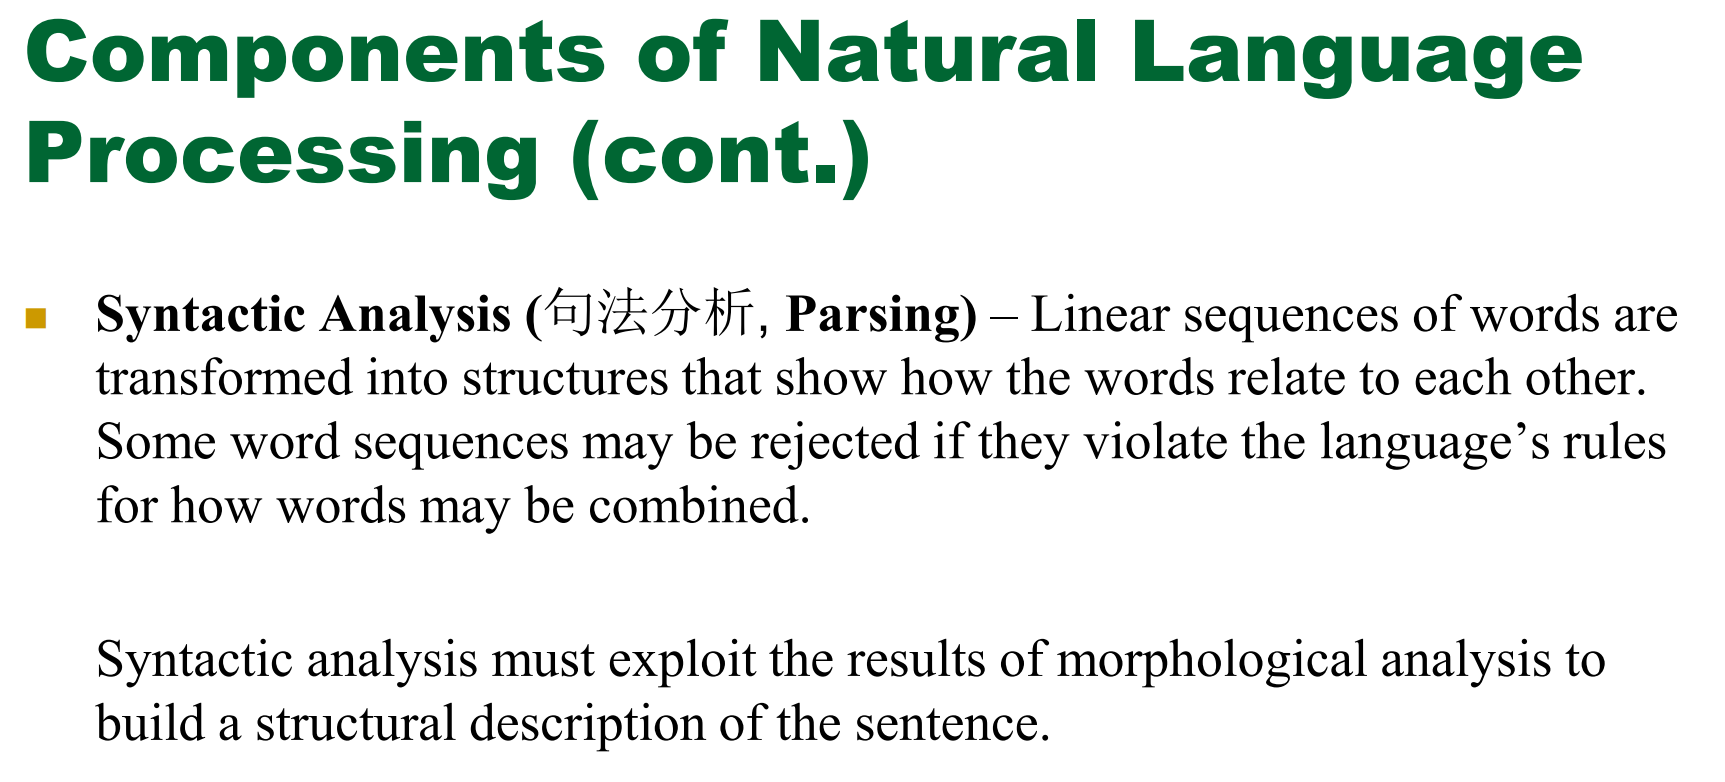 Components of Natural Language
Processing (cont.)
Syntactic Analysis (句法分析, Parsing) – Linear sequences of words are
transformed into structures that show how the words relate to each other.
Some word sequences may be rejected if they violate the language’s rules
for how words may be combined.
Syntactic analysis must exploit the results of morphological analysis to
build a structural description of the sentence.